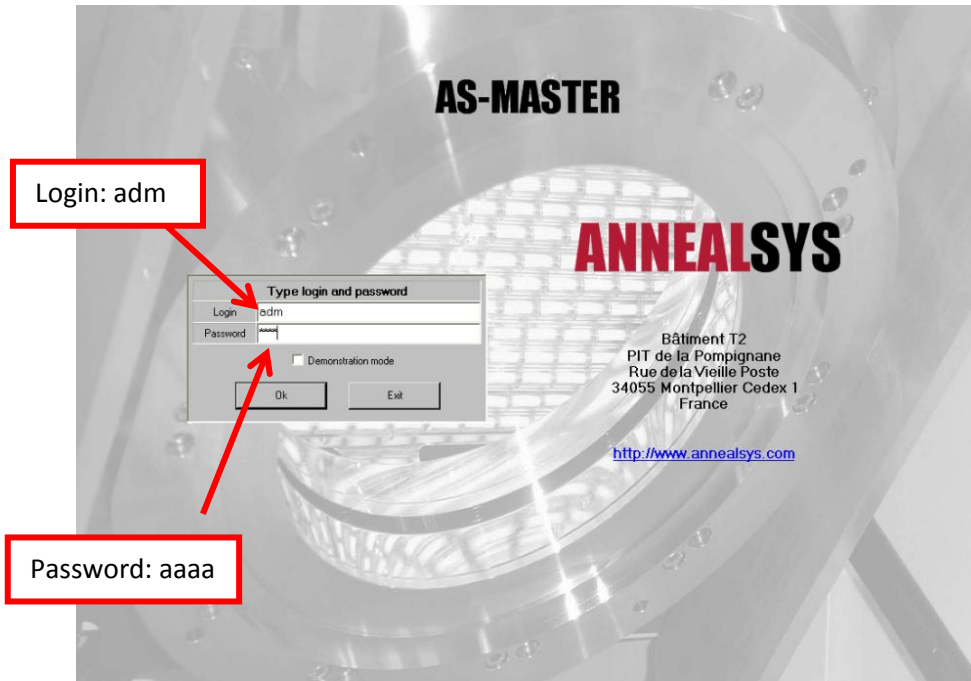 AS-MASTER
Login: adm
ANNEALSYS
Type login and password
Login adm
Password ****
Demonstration mode
Ok Exit
Bâtiment T2
PIT de la Pompignane
Rue de la Vieille Poste
34055 Montpellier Cedex 1
France
http://www.annealsys.com
Password: aaaa